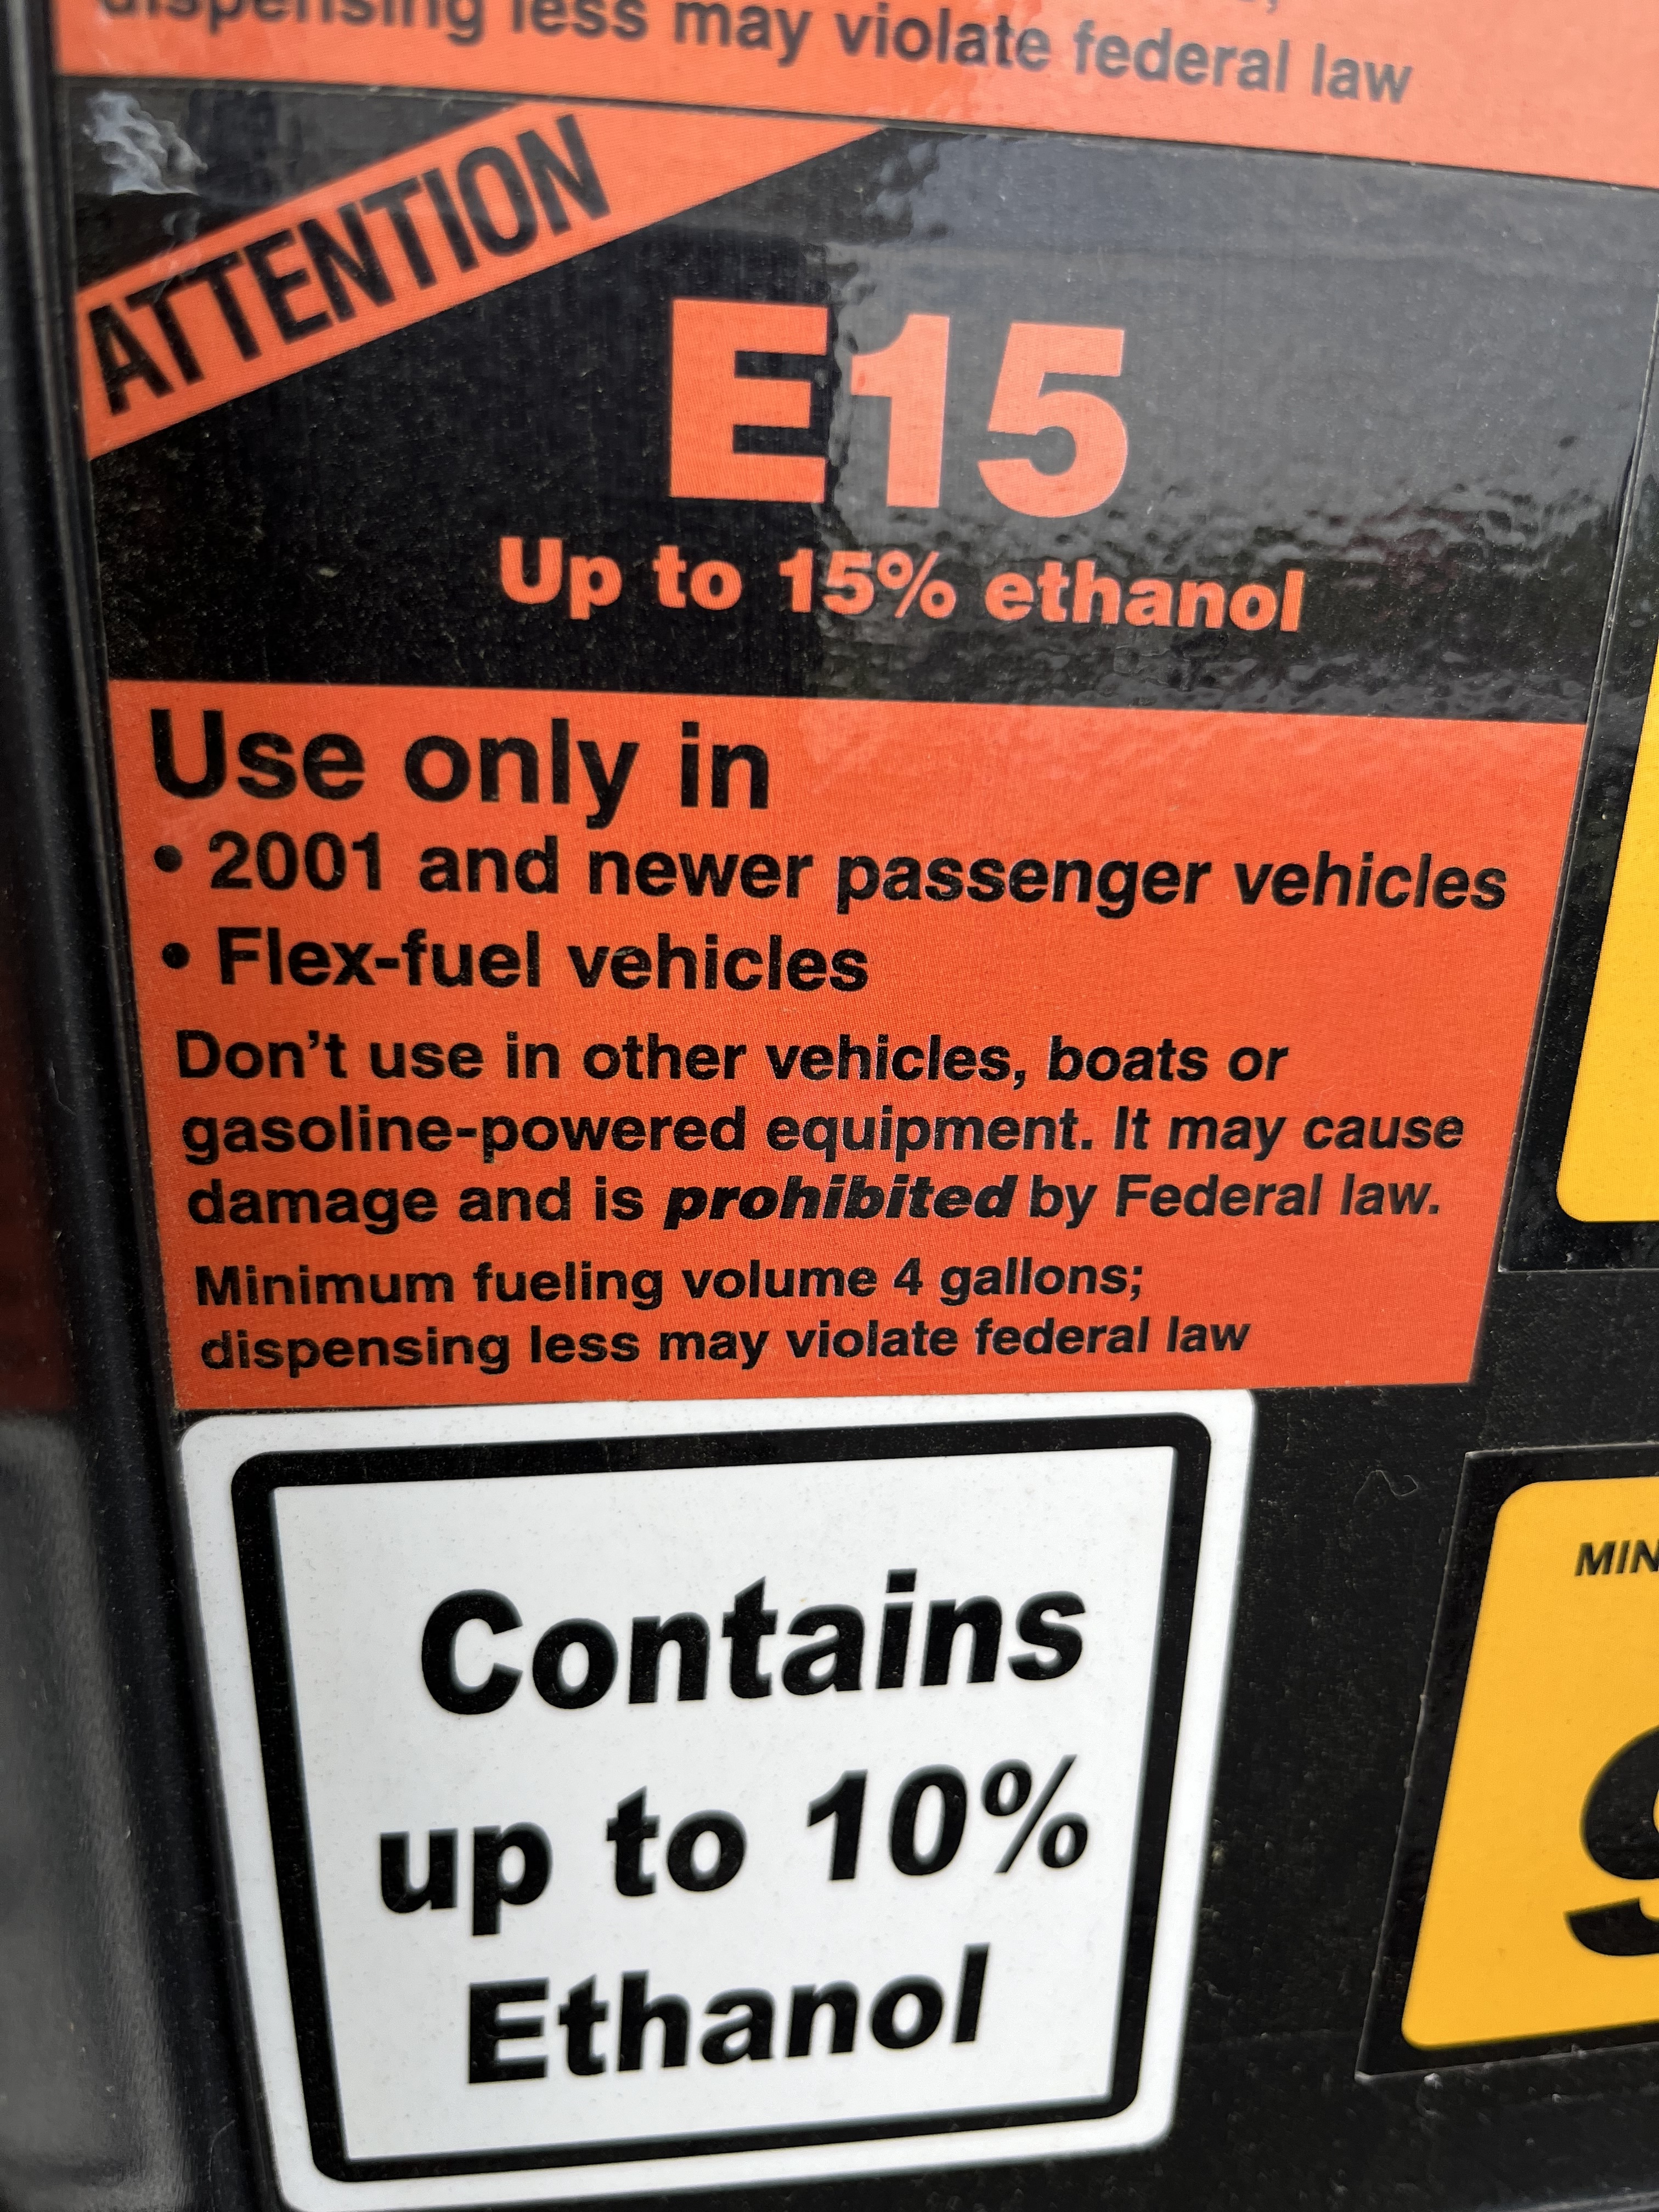 dispensing less may violate federal law
ATTENTION
E15
Up to 15% ethanol
Use only in
• 2001 and newer passenger vehicles
• Flex-fuel vehicles
Don't use in other vehicles, boats or
gasoline-powered equipment. It may cause
damage and is prohibited by Federal law.
Minimum fueling volume 4 gallons;
dispensing less may violate federal law
Contains
up to 10%
Ethanol
MIN
9